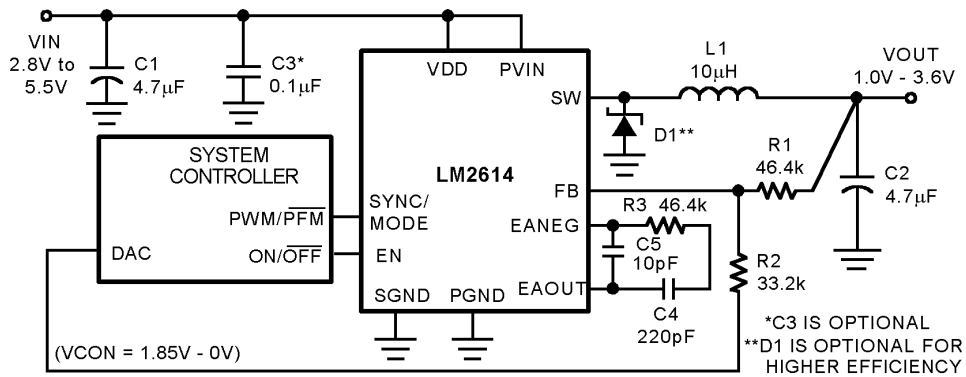 VIN
2.8V to
5.5V
C1
4.7µF
C3*
0.1µF
VDD
PVIN
SW
L1
10µH
VOUT
1.0V - 3.6V
D1**
SYSTEM
CONTROLLER
PWM/PFM
ON/OFF
DAC
SYNC/
MODE
EN
LM2614
FB
R1
46.4k
C2
4.7µF
EANEG
R3 46.4k
C5
10pF
EAOUT
C4
220pF
R2
33.2k
SGND
PGND
(VCON = 1.85V - 0V)
*C3 IS OPTIONAL
**D1 IS OPTIONAL FOR
HIGHER EFFICIENCY